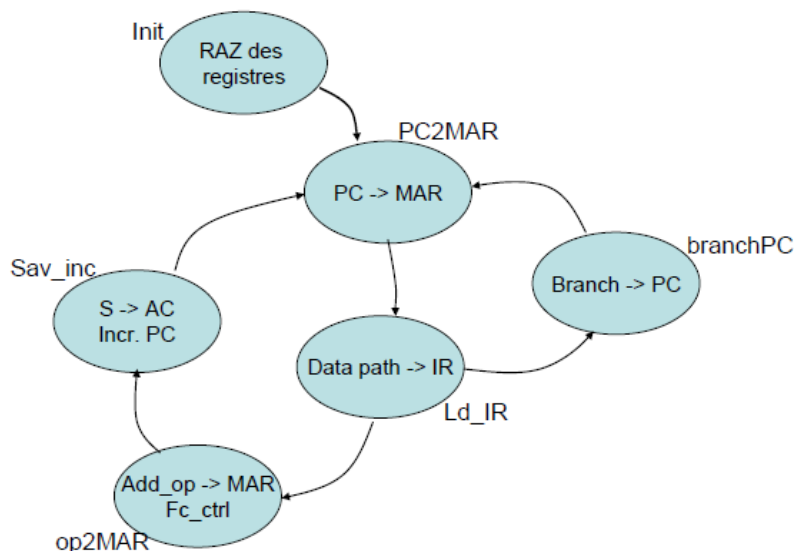 Init
RAZ des
registres
PC2MAR
PC -> MAR
branchPC
Branch -> PC
Sav_inc
S -> AC
Incr. PC
Data path -> IR
Ld_IR
Add_op -> MAR
Fc_ctrl
op2MAR